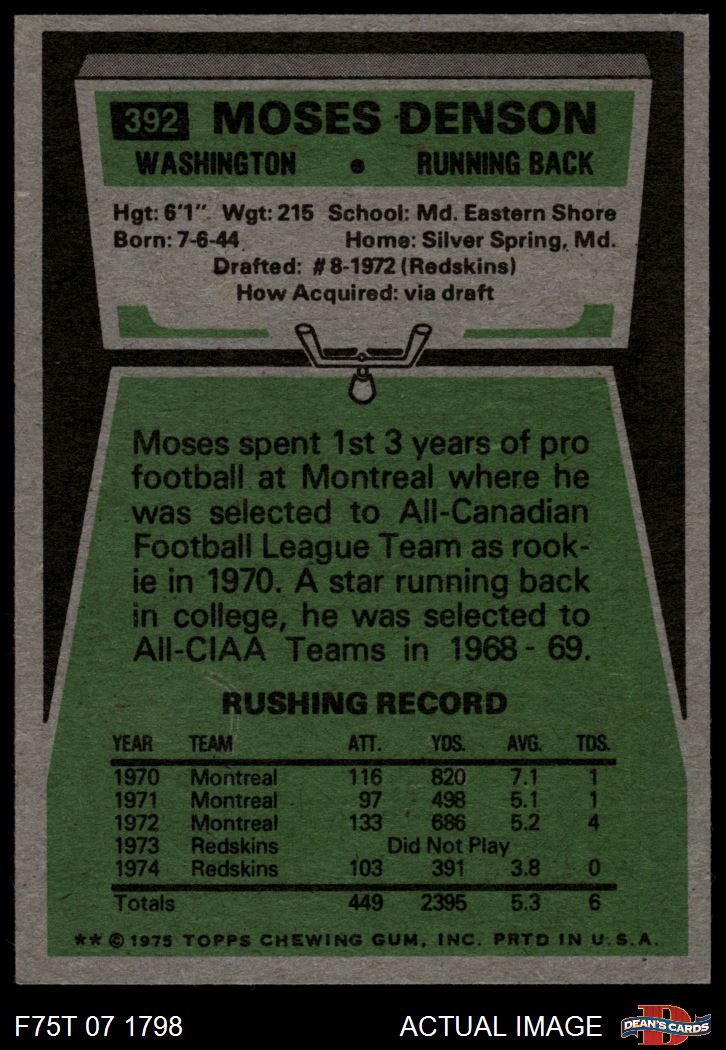 392 MOSES DENSON
WASHINGTON • RUNNING BACK
Hgt: 6'1" Wgt: 215 School: Md. Eastern Shore
Born: 7-6-44 Home: Silver Spring, Md.
Drafted: #8-1972 (Redskins)
How Acquired: via draft
Moses spent 1st 3 years of pro
football at Montreal where he
was selected to All-Canadian
Football League Team as rook-
ie in 1970. A star running back
in college, he was selected to
All-CIAA Teams in 1968 - 69.
RUSHING RECORD
YEAR TEAM ATT. YDS. AVG. TDS.
1970 Montreal 116 820 7.1 1
1971 Montreal 97 498 5.1 1
1972 Montreal 133 686 5.2 4
1973 Redskins Did Not Play
1974 Redskins 103 391 3.8 0
Totals 449 2395 5.3 6
** © 1975 TOPPS CHEWING GUM, INC. PRTD IN U.S.A.
F75T 07 1798 ACTUAL IMAGE D DEAN'S CARDS